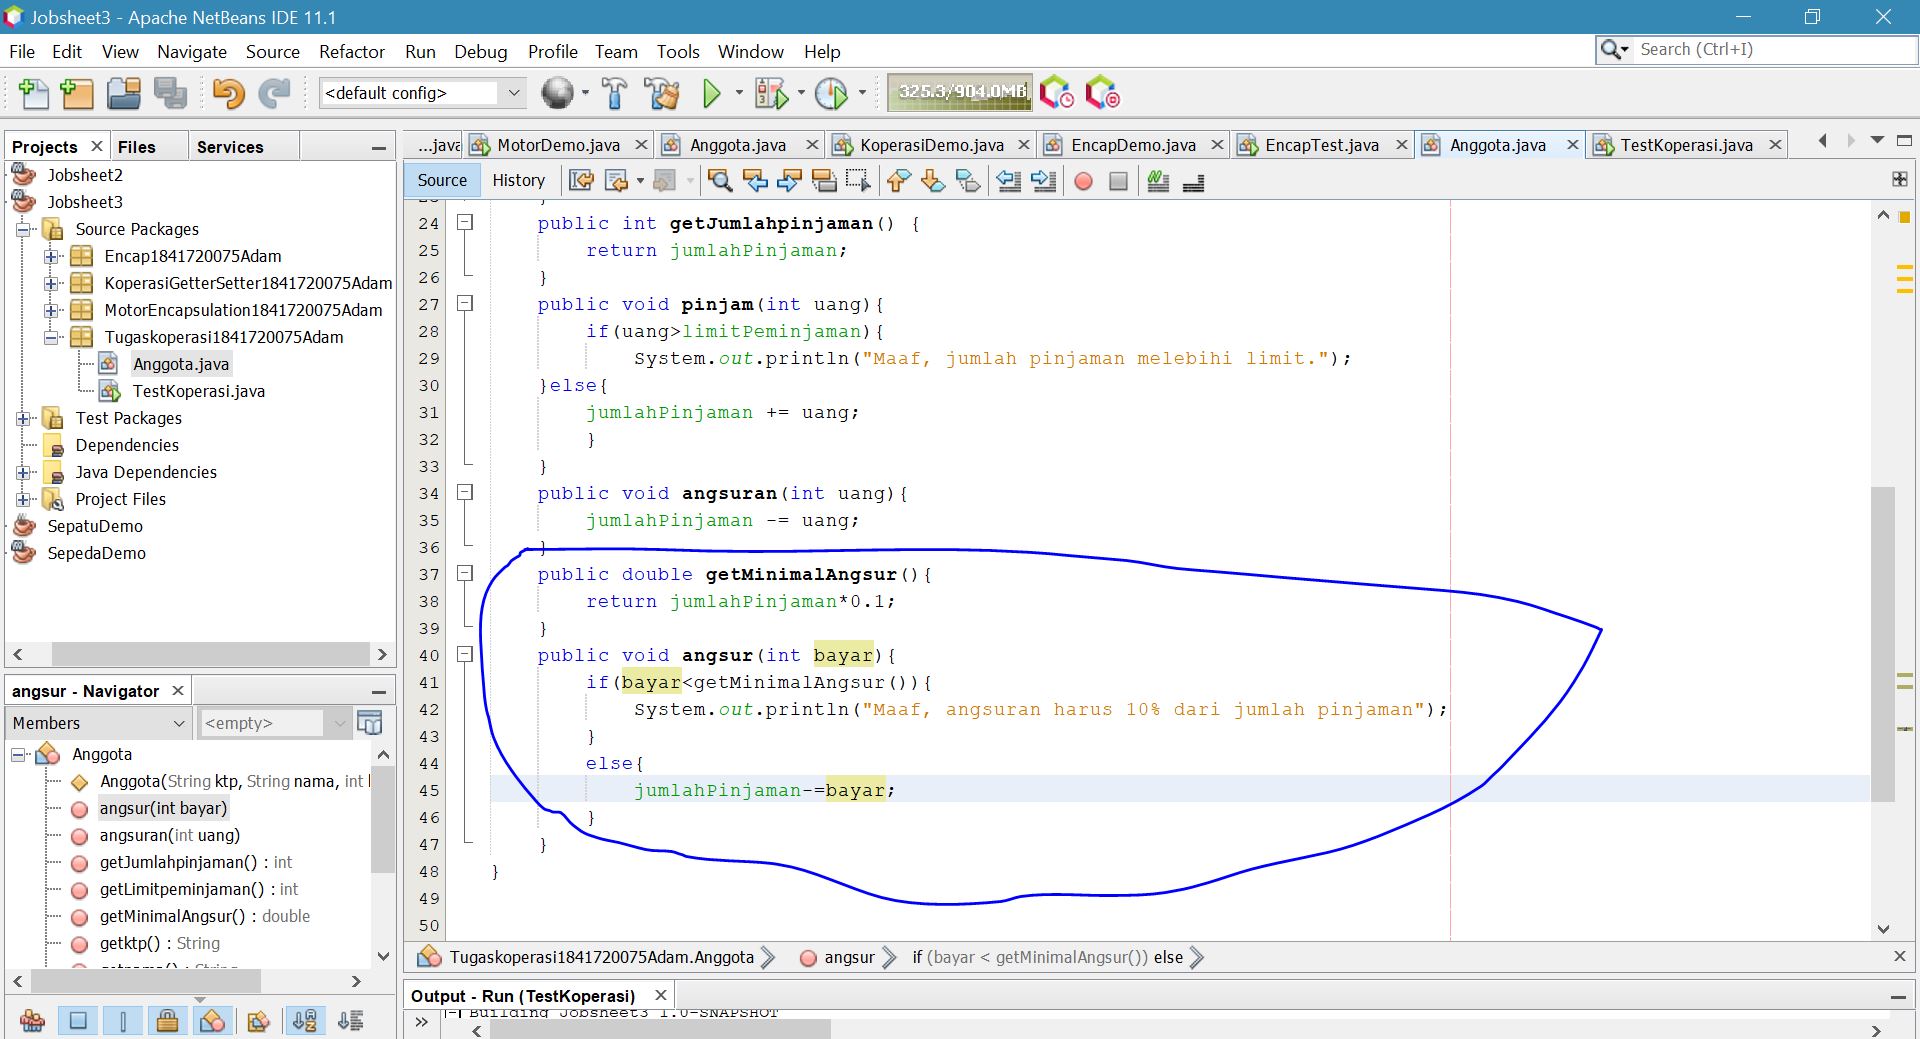 Jobsheet3 - Apache NetBeans IDE 11.1
File Edit View Navigate Source Refactor Run Debug Profile Team Tools Window Help
Search (Ctrl+I)
<default config>
325.3/904.0MB
Projects Files Services
Jobsheet2
Jobsheet3
Source Packages
Encap1841720075Adam
KoperasiGetterSetter1841720075Adam
MotorEncapsulation1841720075Adam
Tugaskoperasi1841720075Adam
Anggota.java
TestKoperasi.java
Test Packages
Dependencies
Java Dependencies
Project Files
SepatuDemo
SepedaDemo
angsur - Navigator
Members <empty>
Anggota
Anggota(String ktp, String nama, int l
angsur(int bayar)
angsuran(int uang)
getJumlahpinjaman() : int
getLimitpeminjaman() : int
getMinimalAngsur() : double
getktp() : String
...java MotorDemo.java Anggota.java KoperasiDemo.java EncapDemo.java EncapTest.java Anggota.java TestKoperasi.java
Source History
24 public int getJumlahpinjaman() {
25 return jumlahPinjaman;
26 }
27 public void pinjam(int uang){
28 if(uang>limitPeminjaman){
29 System.out.println("Maaf, jumlah pinjaman melebihi limit.");
30 }else{
31 jumlahPinjaman += uang;
32 }
33 }
34 public void angsuran(int uang){
35 jumlahPinjaman -= uang;
36 }
37 public double getMinimalAngsur(){
38 return jumlahPinjaman*0.1;
39 }
40 public void angsur(int bayar){
41 if(bayar<getMinimalAngsur()){
42 System.out.println("Maaf, angsuran harus 10% dari jumlah pinjaman");
43 }
44 else{
45 jumlahPinjaman-=bayar;
46 }
47 }
48 }
49
50
Tugaskoperasi1841720075Adam.Anggota angsur if (bayar < getMinimalAngsur()) else
Output - Run (TestKoperasi)
Building Jobsheet3 1.0-SNAPSHOT